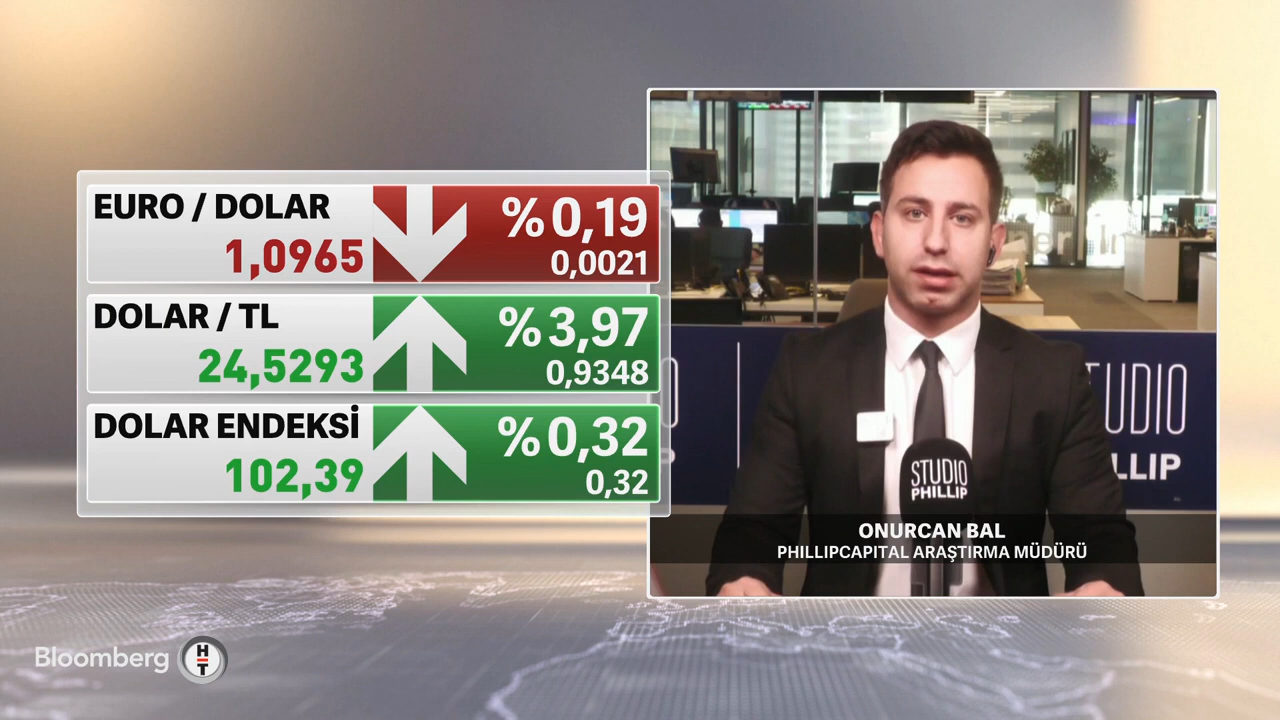 EURO / DOLAR
1,0965
%0,19
0,0021
DOLAR / TL
24,5293
%3,97
0,9348
DOLAR ENDEKSİ
102,39
%0,32
0,32
STUDIO
PHILLIP
TUDIO
LLIP
ONURCAN BAL
PHILLIPCAPITAL ARAŞTIRMA MÜDÜRÜ
Bloomberg HT